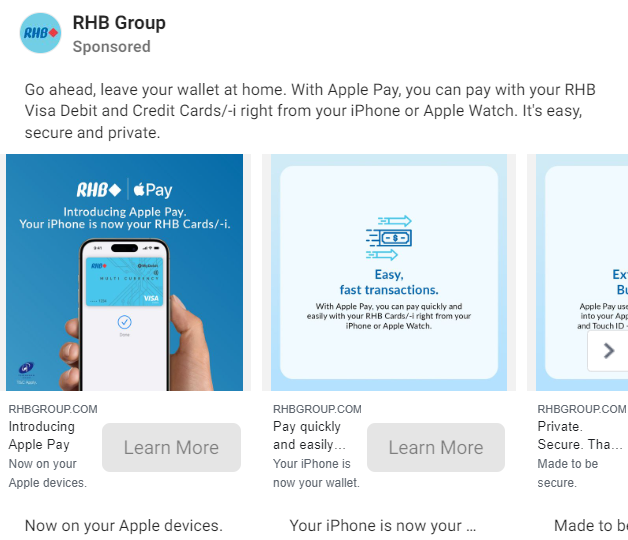 RHB
RHB Group
Sponsored
Go ahead, leave your wallet at home. With Apple Pay, you can pay with your RHB
Visa Debit and Credit Cards/-i right from your iPhone or Apple Watch. It's easy,
secure and private.
RHB Pay
Introducing Apple Pay.
Your iPhone is now your RHB Cards/-i.
9:41
RHB
MULTI CURRENCY
VISA
Done
Easy,
fast transactions.
With Apple Pay, you can pay quickly and
easily with your RHB Cards/-i right from your
iPhone or Apple Watch.
Apple Pay use
into your App
and Touch ID
RHBGROUP.COM
Introducing
Apple Pay
Now on your
Apple devices.
Learn More
RHBGROUP.COM
Pay quickly
and easily...
Your iPhone is
now your wallet.
Learn More
RHBGROUP.COM
Private.
Secure. Tha...
Made to be
secure.
Now on your Apple devices.
Your iPhone is now your ...
Made to be